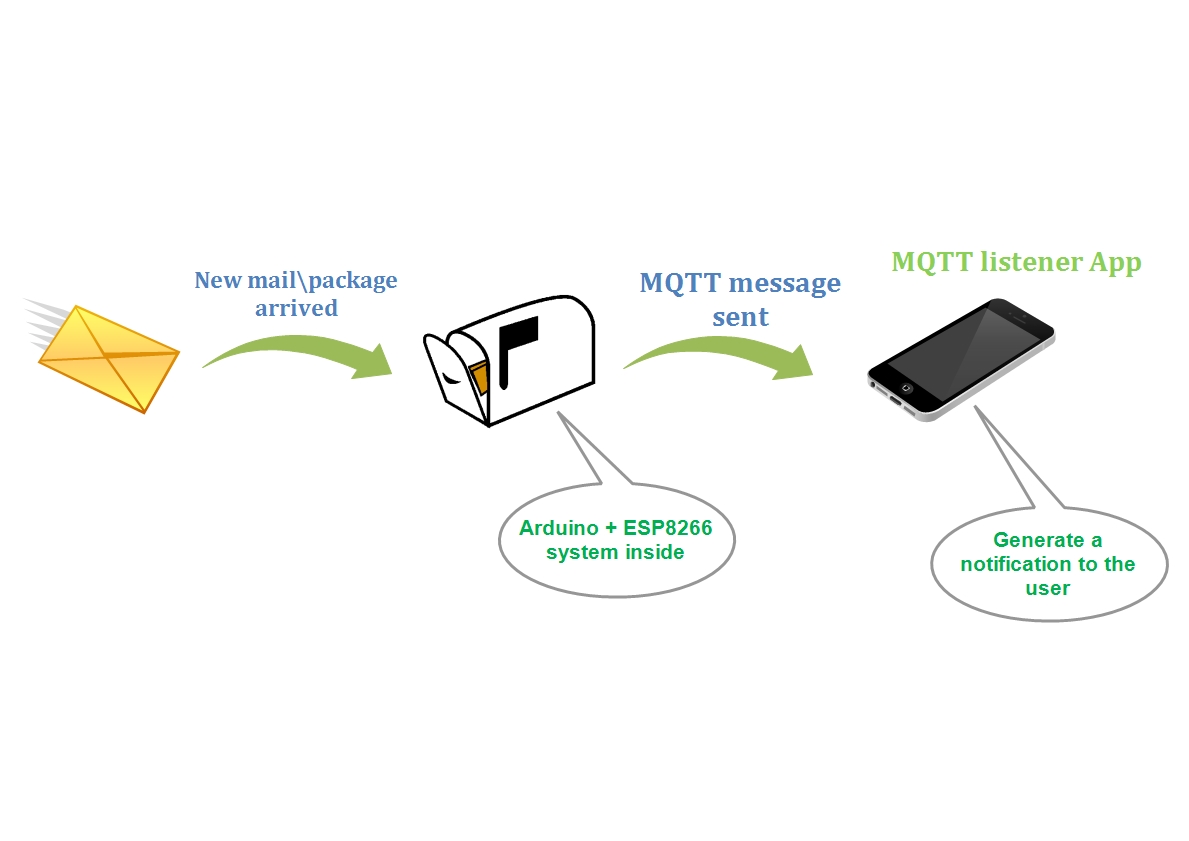 New mail\package
arrived
MQTT message
sent
MQTT listener App
Arduino + ESP8266
system inside
Generate a
notification to the
user